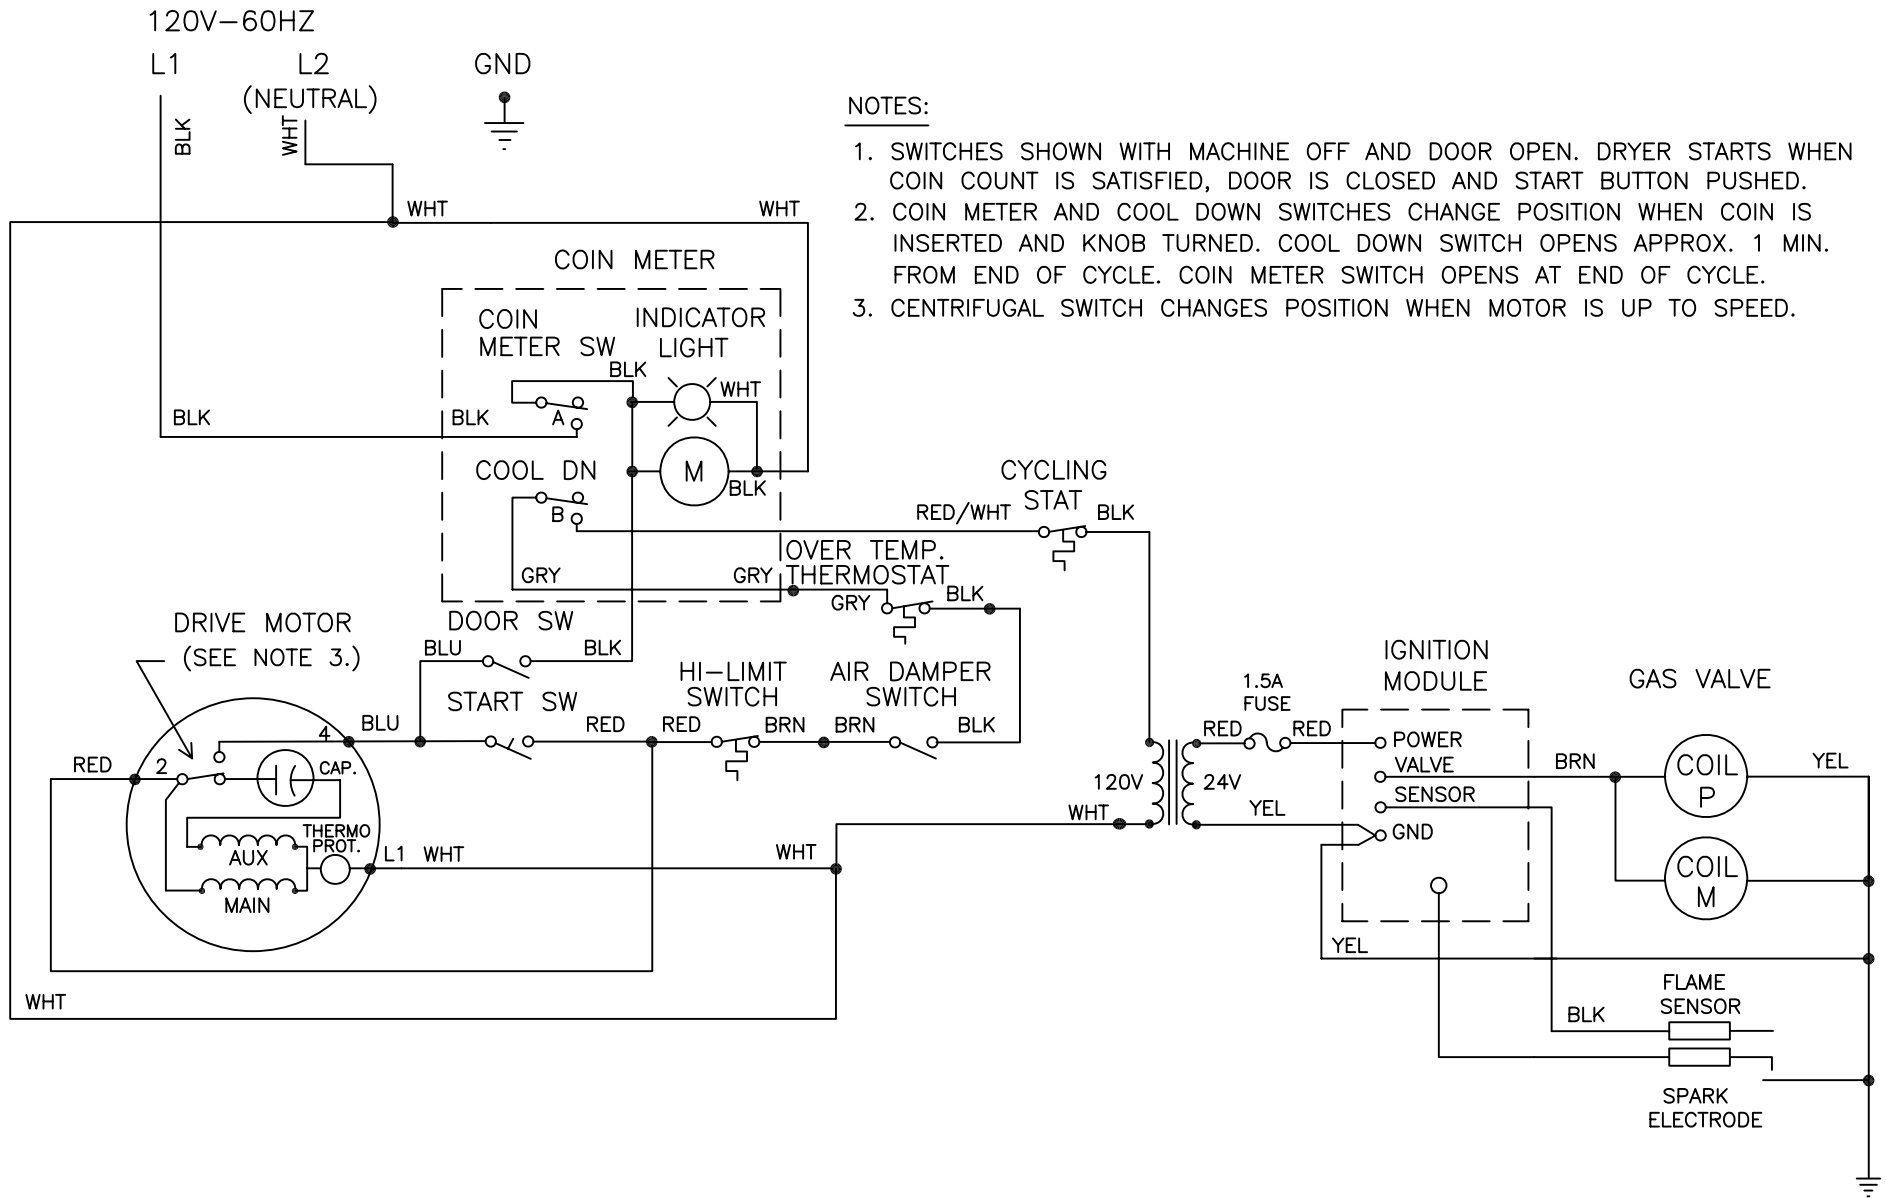 120V-60HZ
L1
L2
GND
(NEUTRAL)
BLK
WHT
NOTES:
1. SWITCHES SHOWN WITH MACHINE OFF AND DOOR OPEN. DRYER STARTS WHEN
COIN COUNT IS SATISFIED, DOOR IS CLOSED AND START BUTTON PUSHED.
2. COIN METER AND COOL DOWN SWITCHES CHANGE POSITION WHEN COIN IS
INSERTED AND KNOB TURNED. COOL DOWN SWITCH OPENS APPROX. 1 MIN.
FROM END OF CYCLE. COIN METER SWITCH OPENS AT END OF CYCLE.
3. CENTRIFUGAL SWITCH CHANGES POSITION WHEN MOTOR IS UP TO SPEED.
WHT
WHT
COIN METER
COIN
METER SW
INDICATOR
LIGHT
BLK
WHT
BLK
BLK
A
COOL DN
M
BLK
B
RED/WHT
CYCLING
STAT
BLK
OVER TEMP.
THERMOSTAT
GRY
GRY
GRY
BLK
DRIVE MOTOR
(SEE NOTE 3.)
DOOR SW
BLU
BLK
START SW
HI-LIMIT
SWITCH
AIR DAMPER
SWITCH
BLU
RED
RED
BRN
BRN
BLK
4
RED
2
CAP.
THERMO
PROT.
AUX
MAIN
L1
WHT
WHT
WHT
120V
24V
RED
1.5A
FUSE
RED
YEL
IGNITION
MODULE
POWER
VALVE
SENSOR
GND
GAS VALVE
BRN
COIL
P
YEL
COIL
M
YEL
WHT
FLAME
SENSOR
BLK
SPARK
ELECTRODE